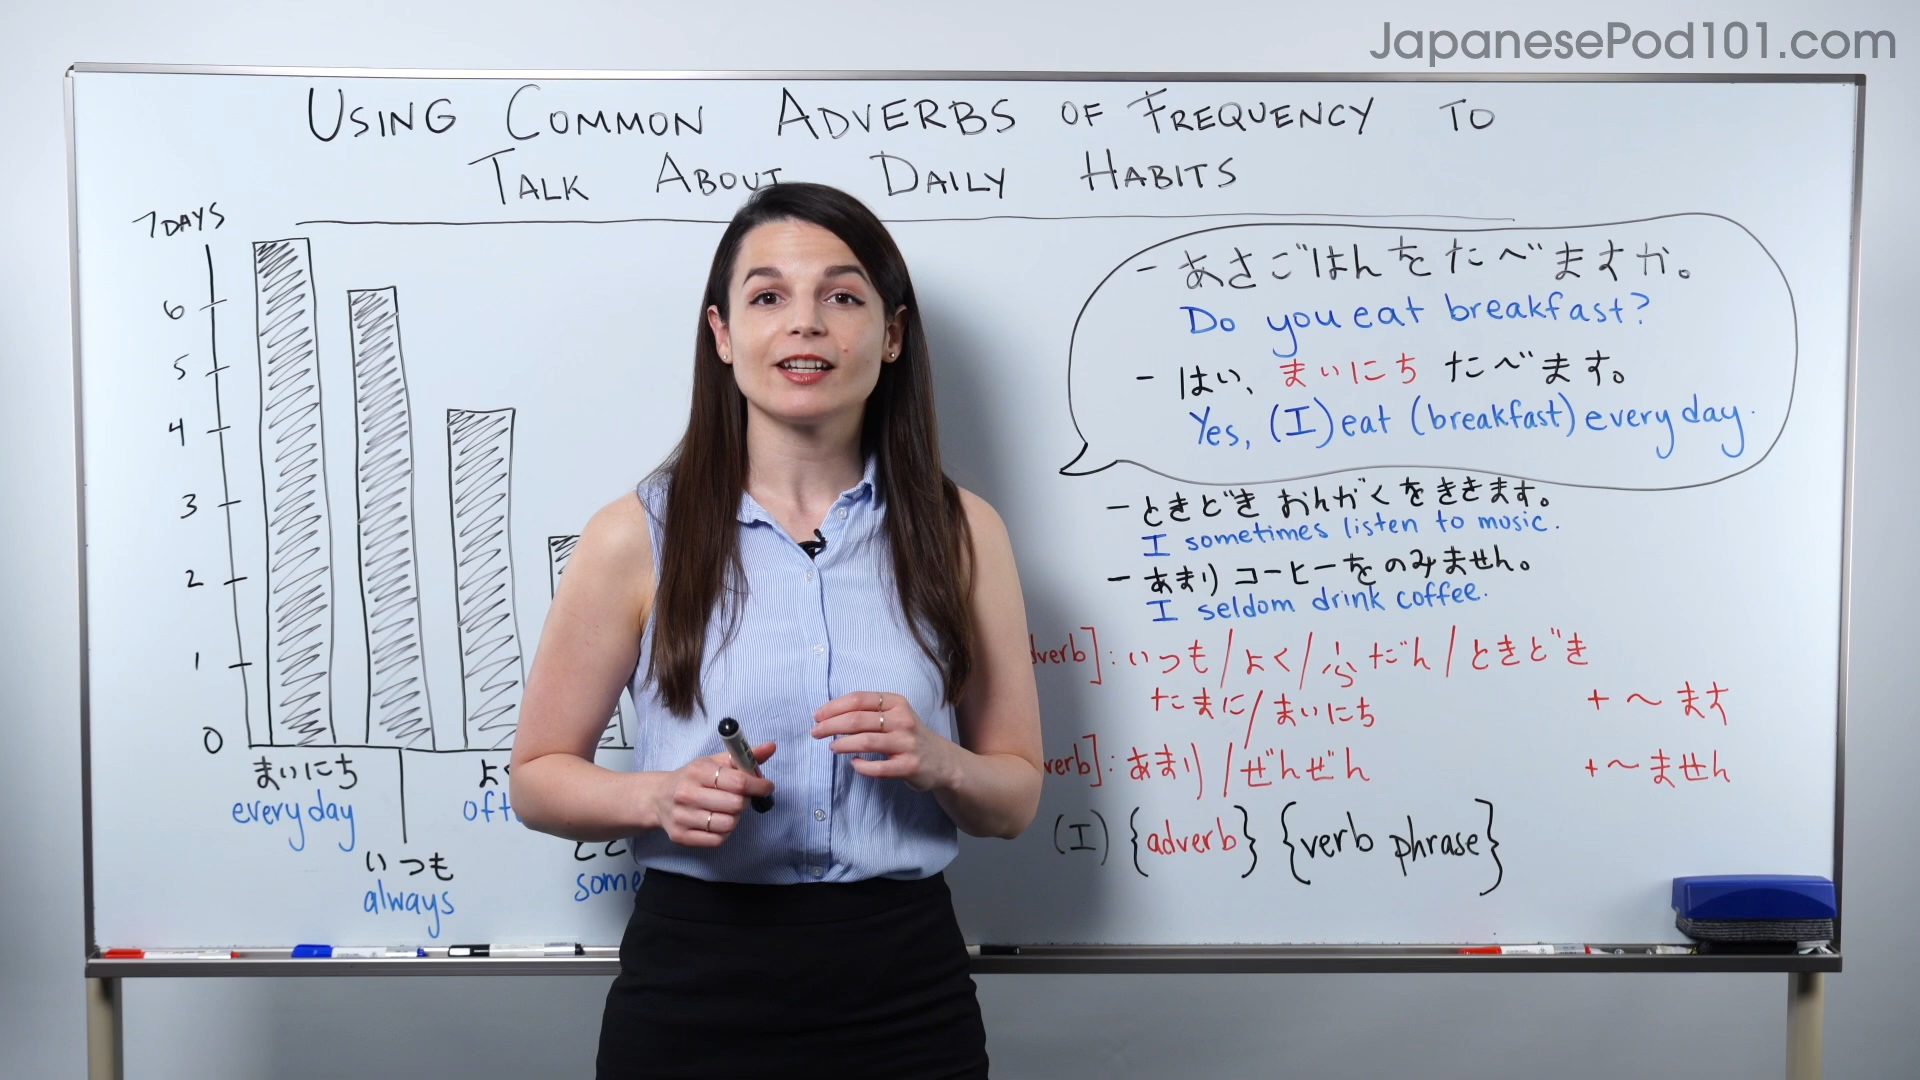 JapanesePod101.com
USING COMMON ADVERBS OF FREQUENCY TO
TALK ABOUT DAILY HABITS
7 DAYS
6
5
4
3
2
1
0
まいにち
everyday
いつも
always
- あさごはんをたべますか。
Do you eat breakfast?
- はい、まいにち たべます。
Yes, (I) eat (breakfast) everyday.
- ときどき おんがくをききます。
I sometimes listen to music.
- あまり コーヒーをのみません。
I seldom drink coffee.
]: いつも / よく / ふだん / ときどき
たまに / まいにち + ～ ます
]: あまり / ぜんぜん + ～ ません
(I) {adverb} {verb phrase}